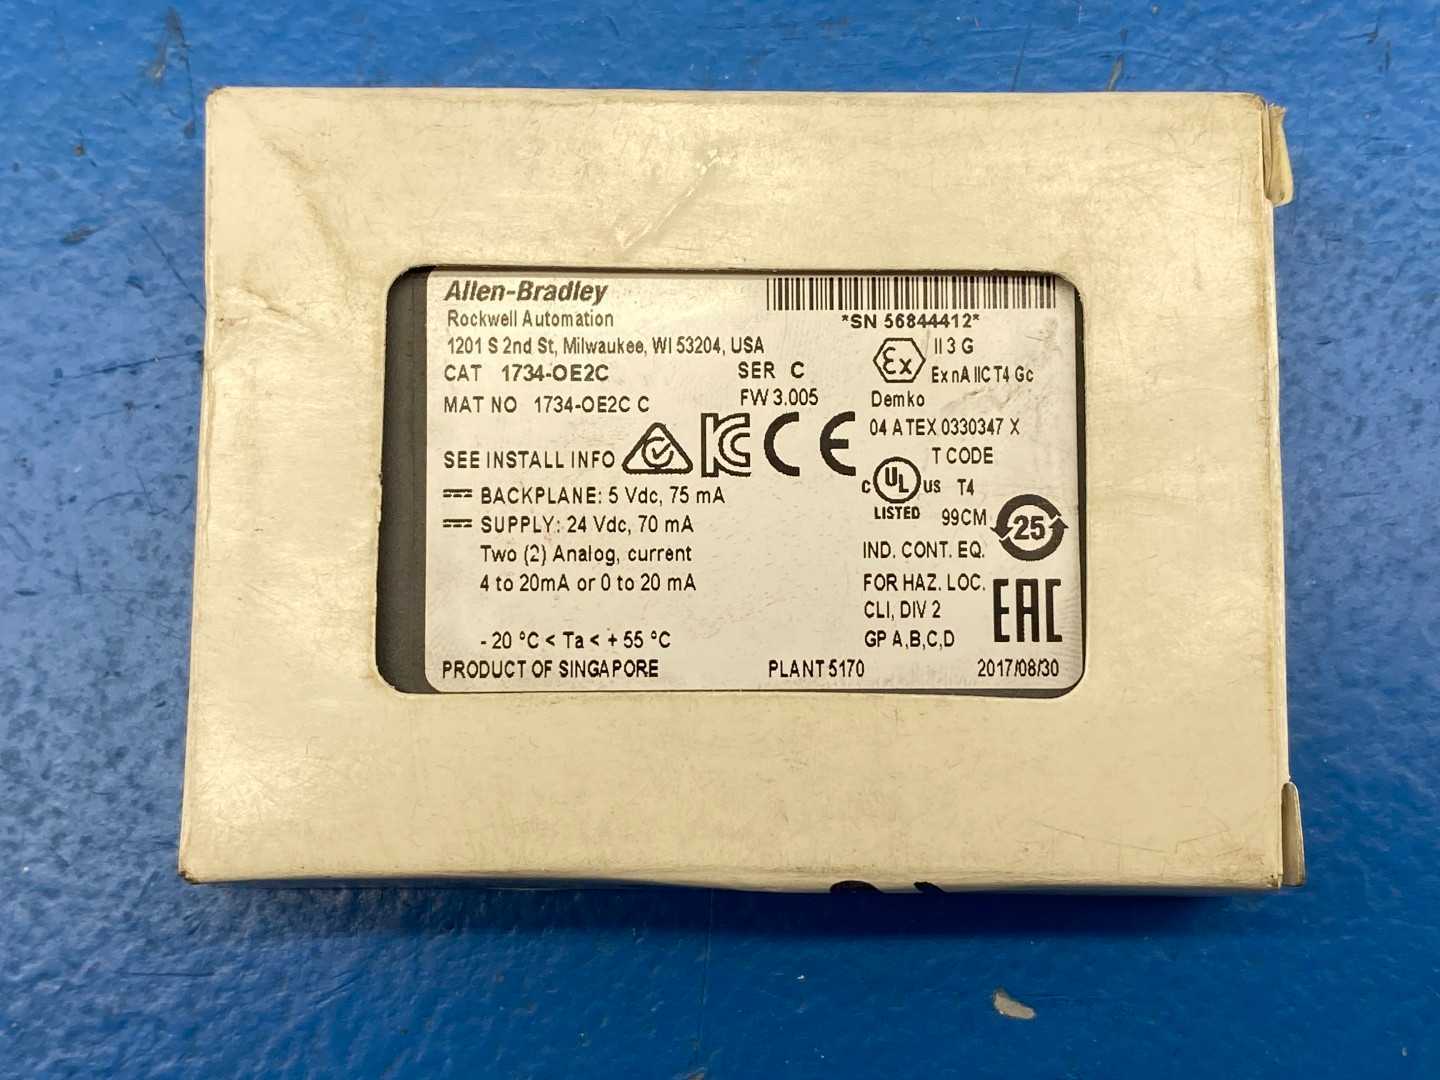 Allen-Bradley
Rockwell Automation
*SN 56844412*
1201 S 2nd St, Milwaukee, WI 53204, USA
CAT 1734-OE2C
SER C
MAT NO 1734-OE2C C
FW 3.005
Ex
II 3 G
Ex nA IIC T4 Gc
Demko
04 ATEX 0330347 X
SEE INSTALL INFO
KC CE
BACKPLANE: 5 Vdc, 75 mA
SUPPLY: 24 Vdc, 70 mA
Two (2) Analog, current
4 to 20mA or 0 to 20 mA
-20 °C < Ta < + 55 °C
PRODUCT OF SINGAPORE
PLANT 5170
2017/08/30
T CODE
C UL US T4
LISTED 99CM
25
IND. CONT. EQ.
FOR HAZ. LOC.
CLI, DIV 2
GP A,B,C,D
EAC